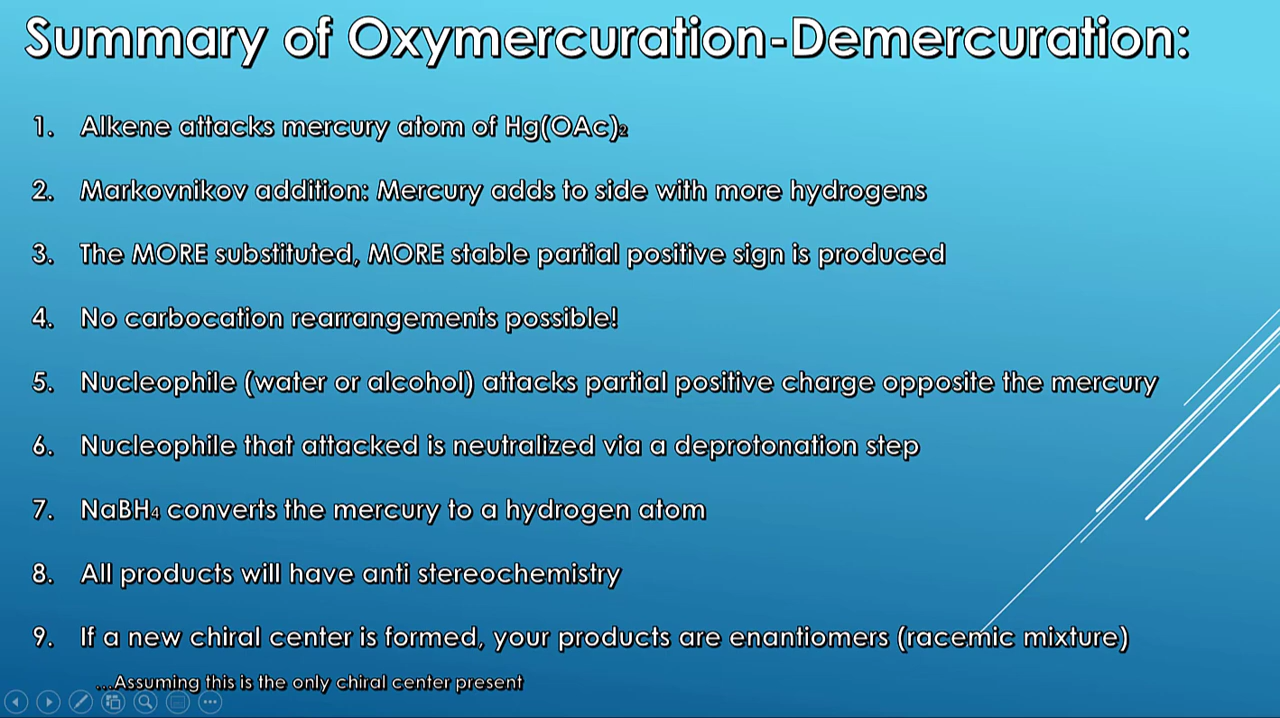 Summary of Oxymercuration-Demercuration:
1. Alkene attacks mercury atom of Hg(OAc)₂
2. Markovnikov addition: Mercury adds to side with more hydrogens
3. The MORE substituted, MORE stable partial positive sign is produced
4. No carbocation rearrangements possible!
5. Nucleophile (water or alcohol) attacks partial positive charge opposite the mercury
6. Nucleophile that attacked is neutralized via a deprotonation step
7. NaBH₄ converts the mercury to a hydrogen atom
8. All products will have anti stereochemistry
9. If a new chiral center is formed, your products are enantiomers (racemic mixture)
...Assuming this is the only chiral center present